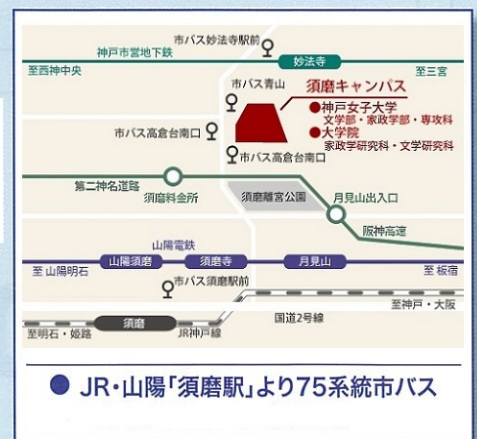 市バス妙法寺駅前
神戸市営地下鉄
妙法寺
至西神中央
至三宮
市バス青山
須磨キャンパス
●神戸女子大学
文学部・家政学部・専攻科
●大学院
家政学研究科・文学研究科
市バス高倉台南口
市バス高倉台南口
第二神名道路
須磨料金所
須磨離宮公園
月見山出入口
阪神高速
山陽電鉄
至 山陽明石
山陽須磨
須磨寺
月見山
至 板宿
市バス須磨駅前
至神戸・大阪
国道2号線
須磨
至明石・姫路
JR神戸線
● JR・山陽「須磨駅」より75系統市バス